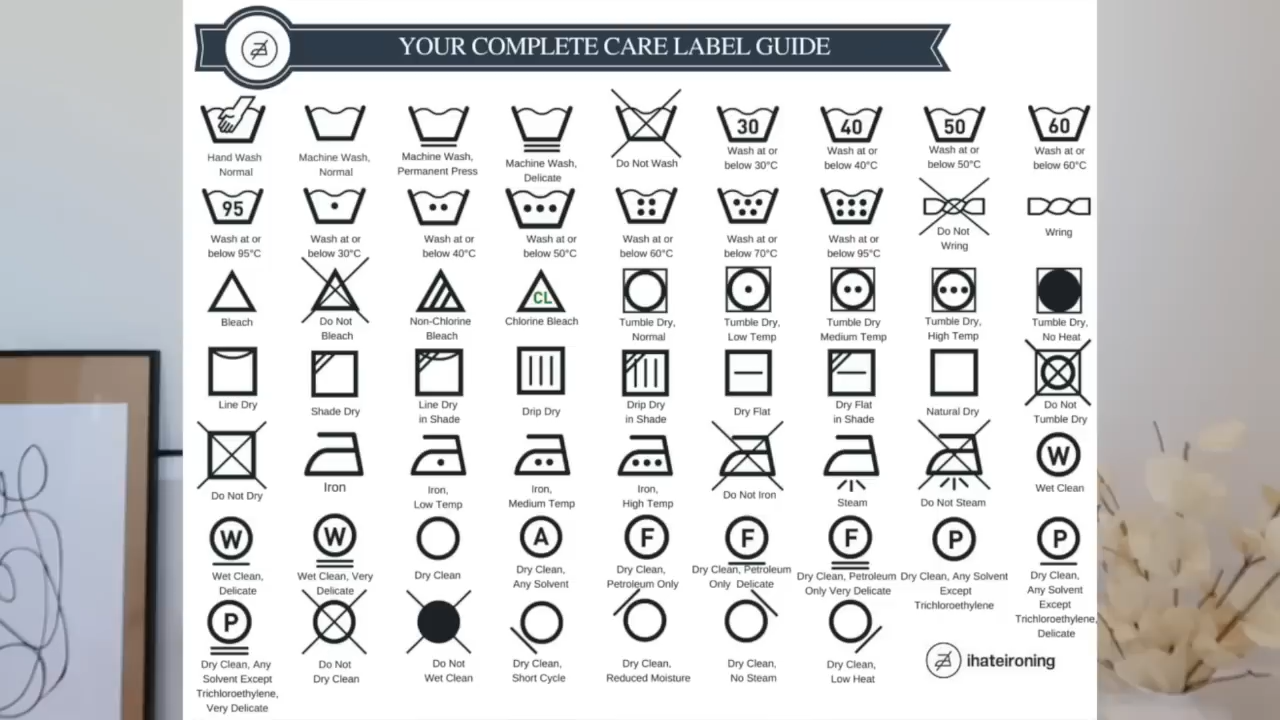 YOUR COMPLETE CARE LABEL GUIDE
Hand Wash
Normal
Machine Wash,
Normal
Machine Wash,
Permanent Press
Machine Wash,
Delicate
Do Not Wash
30
Wash at or
below 30°C
40
Wash at or
below 40°C
50
Wash at or
below 50°C
60
Wash at or
below 60°C
95
Wash at or
below 95°C
Wash at or
below 30°C
Wash at or
below 40°C
Wash at or
below 50°C
Wash at or
below 60°C
Wash at or
below 70°C
Wash at or
below 95°C
Do Not
Wring
Wring
Bleach
Do Not
Bleach
Non-Chlorine
Bleach
CL
Chlorine Bleach
Tumble Dry,
Normal
Tumble Dry,
Low Temp
Tumble Dry
Medium Temp
Tumble Dry,
High Temp
Tumble Dry,
No Heat
Line Dry
Shade Dry
Line Dry
in Shade
Drip Dry
Drip Dry
in Shade
Dry Flat
Dry Flat
in Shade
Natural Dry
Do Not
Tumble Dry
Do Not Dry
Iron
Iron,
Low Temp
Iron,
Medium Temp
Iron,
High Temp
Do Not Iron
Steam
Do Not Steam
W
Wet Clean
W
Wet Clean,
Delicate
W
Wet Clean, Very
Delicate
Dry Clean
A
Dry Clean,
Any Solvent
F
Dry Clean,
Petroleum Only
F
Dry Clean, Petroleum
Only Delicate
F
Dry Clean, Petroleum
Only Very Delicate
P
Dry Clean, Any Solvent
Except
Trichloroethylene
P
Dry Clean,
Any Solvent
Except
Trichloroethylene,
Delicate
P
Dry Clean, Any
Solvent Except
Trichloroethylene,
Very Delicate
Do Not
Dry Clean
Do Not
Wet Clean
Dry Clean,
Short Cycle
Dry Clean,
Reduced Moisture
Dry Clean,
No Steam
Dry Clean,
Low Heat
ihateironing